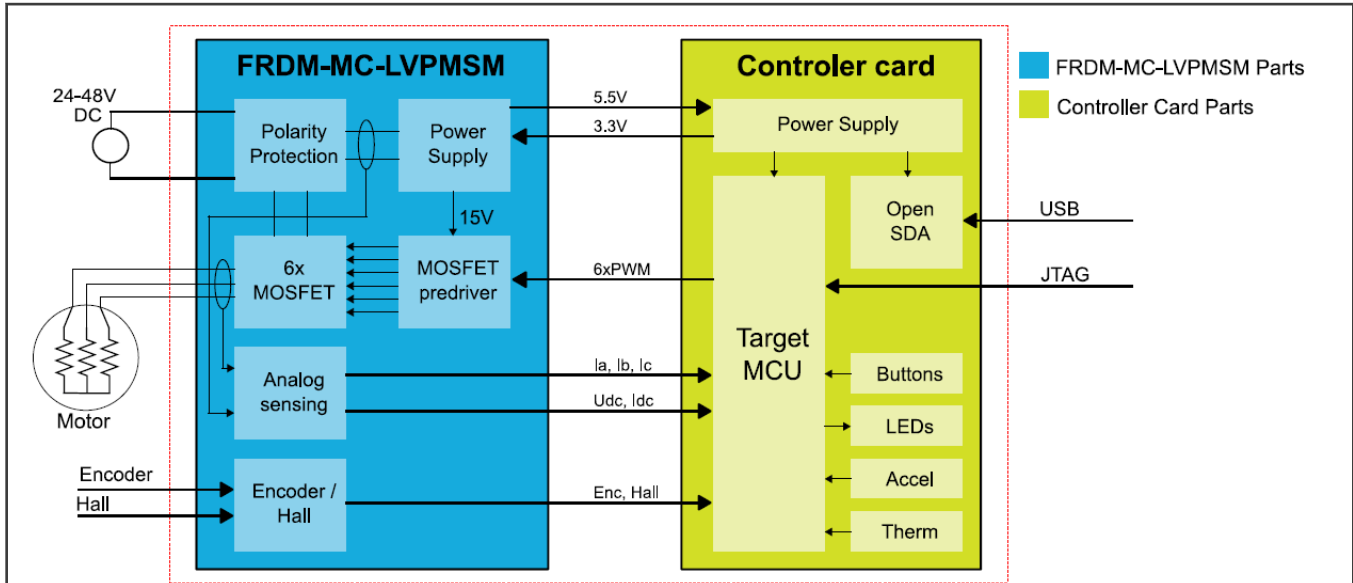 FRDM-MC-LVPMSM
Controler card
FRDM-MC-LVPMSM Parts
Controller Card Parts
24-48V
DC
Polarity
Protection
Power
Supply
5.5V
3.3V
Power Supply
15V
Open
SDA
USB
JTAG
6x
MOSFET
MOSFET
predriver
6xPWM
Target
MCU
Motor
Analog
sensing
Ia, Ib, Ic
Udc, Idc
Buttons
LEDs
Accel
Therm
Encoder
Hall
Encoder /
Hall
Enc, Hall